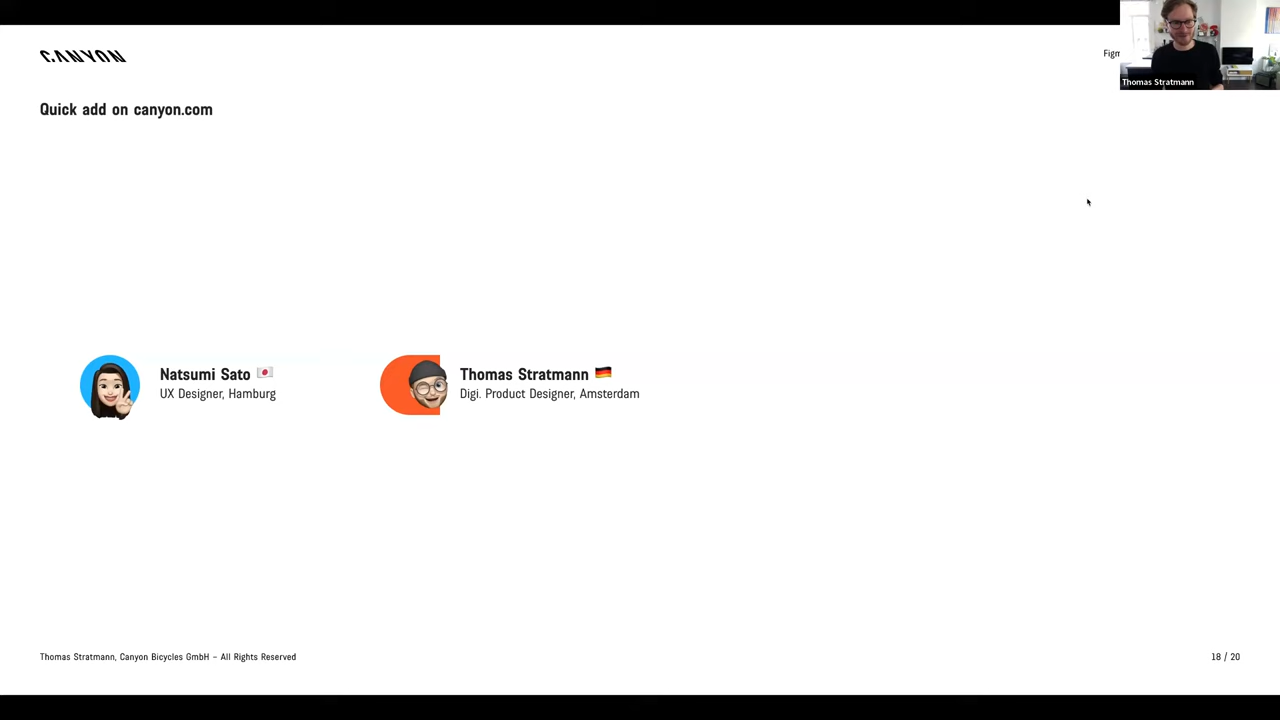 CANYON
Figm
Thomas Stratmann
Quick add on canyon.com
Natsumi Sato
UX Designer, Hamburg
Thomas Stratmann
Digi. Product Designer, Amsterdam
Thomas Stratmann, Canyon Bicycles GmbH – All Rights Reserved
18 / 20